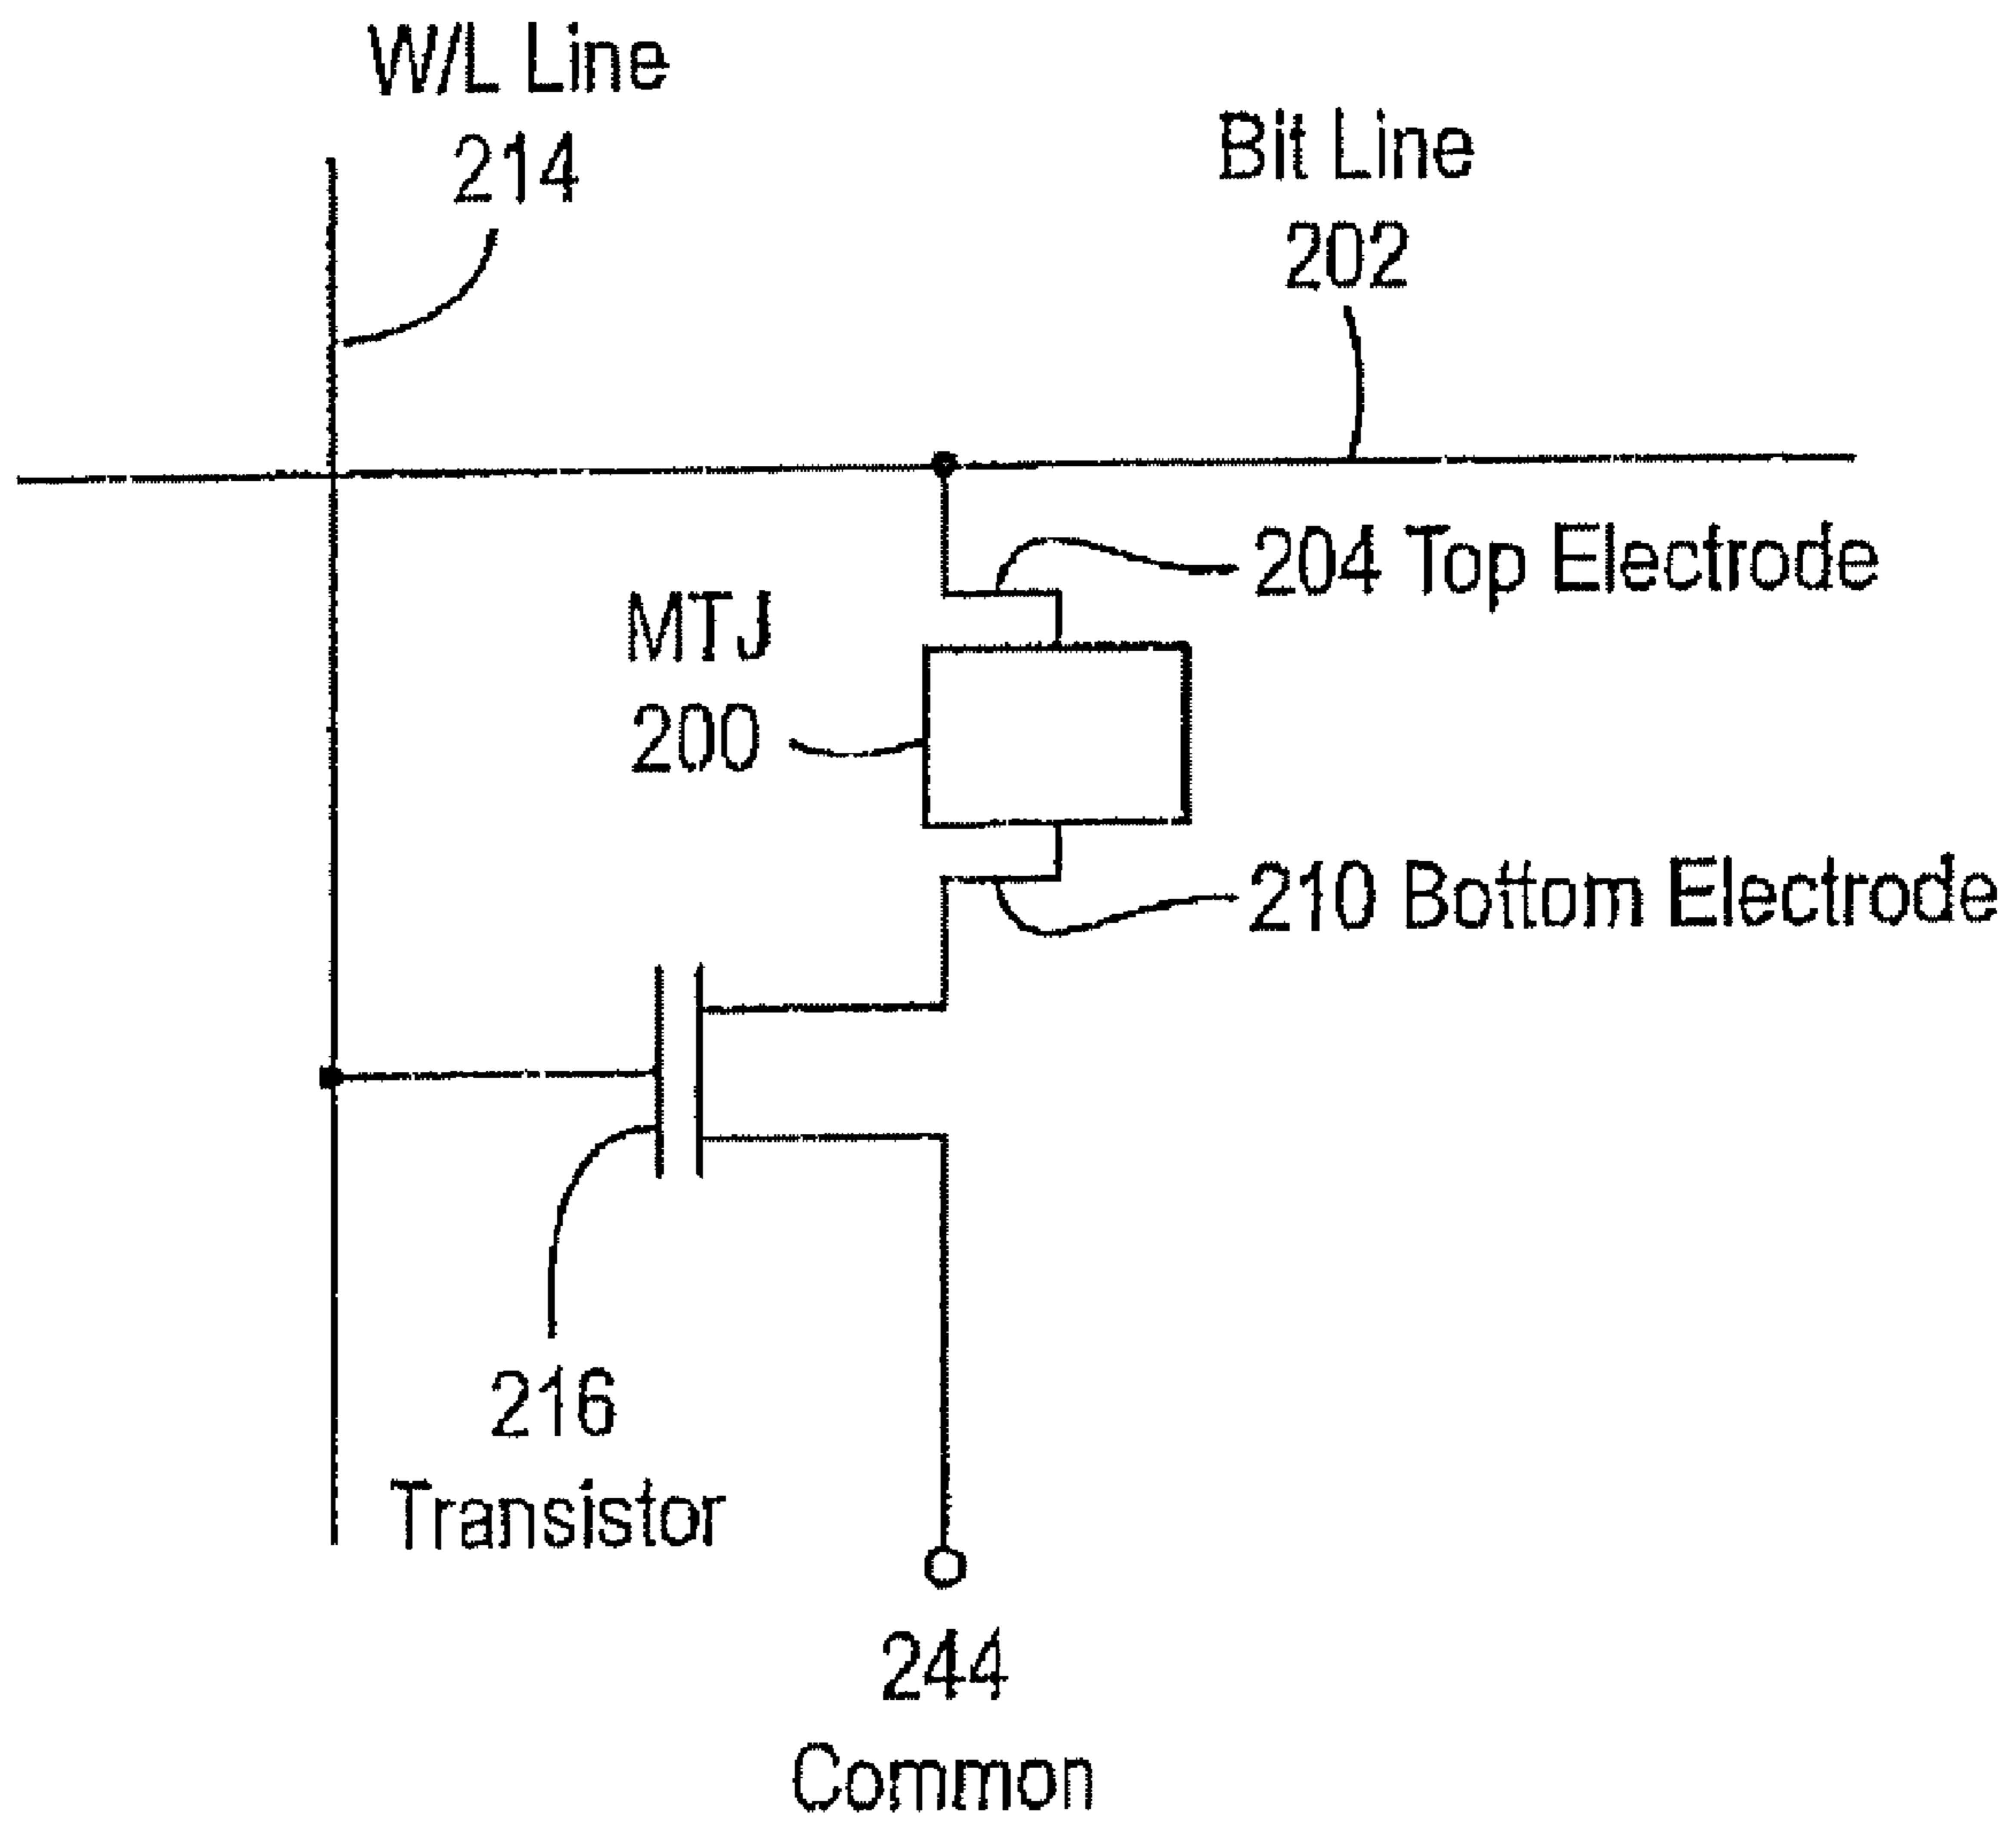 W/L Line
214
Bit Line
202
204 Top Electrode
MTJ
200
210 Bottom Electrode
216
Transistor
244
Common